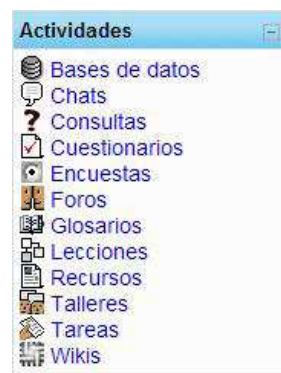 Actividades
Bases de datos
Chats
Consultas
Cuestionarios
Encuestas
Foros
Glosarios
Lecciones
Recursos
Talleres
Tareas
Wikis